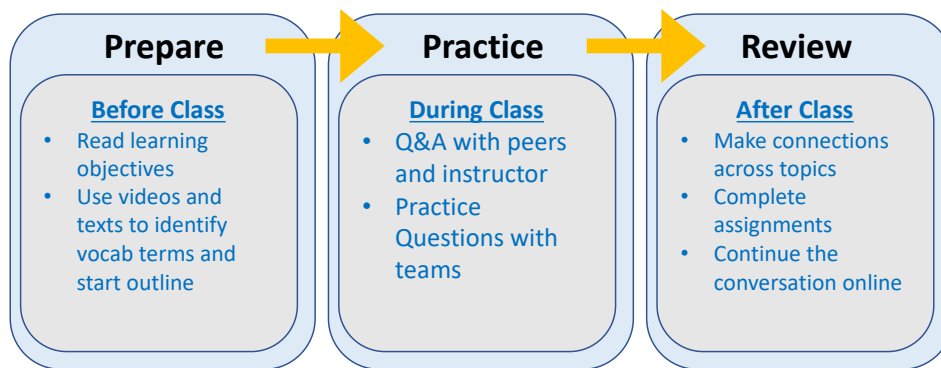 Prepare
Before Class
• Read learning
objectives
• Use videos and
texts to identify
vocab terms and
start outline
Practice
During Class
• Q&A with peers
and instructor
• Practice
Questions with
teams
Review
After Class
• Make connections
across topics
• Complete
assignments
• Continue the
conversation online